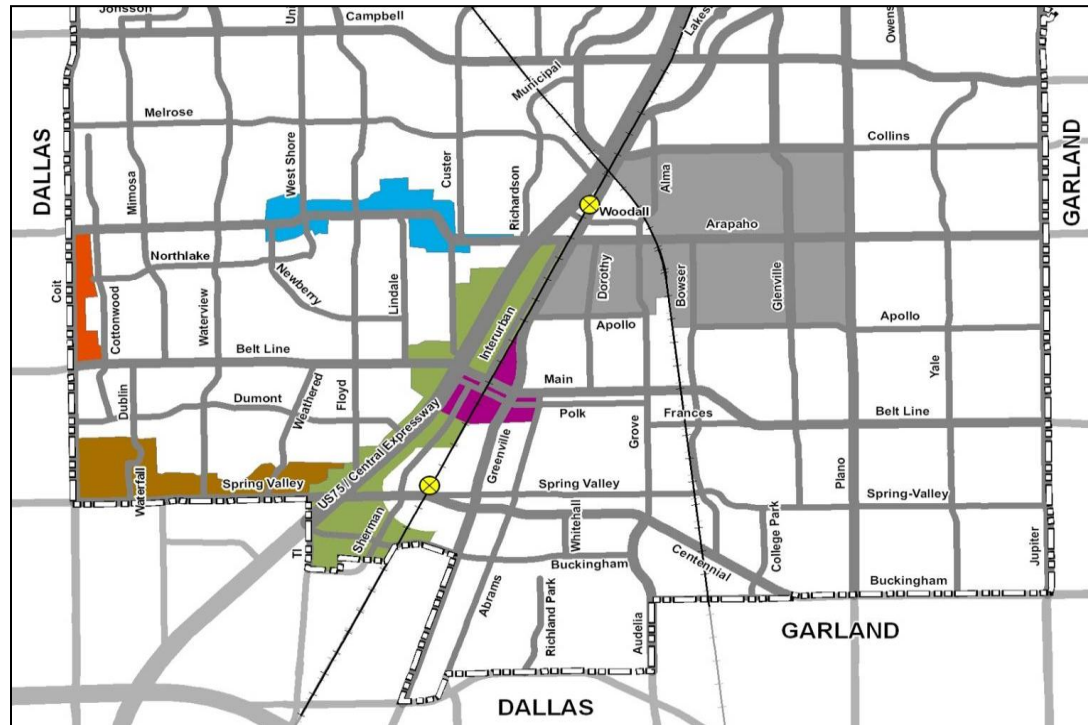 Jonsson
Campbell
Uni
Lakes
Owens
Municipal
Melrose
Collins
DALLAS
GARLAND
Mimosa
West Shore
Custer
Richardson
Alma
Woodall
Arapaho
Northlake
Newberry
Lindale
Dorothy
Bowser
Glenville
Coit
Cottonwood
Waterview
Interurban
Apollo
Apollo
Belt Line
Yale
Main
Dublin
Dumont
Weathered
Floyd
Polk
Grove
Frances
Belt Line
US75 // Central Expressway
Greenville
Plano
Waterfall
Spring Valley
Spring Valley
Spring-Valley
TI
Sherman
Whitehall
College Park
Jupiter
Centennial
Buckingham
Buckingham
Abrams
Richland Park
Audelia
GARLAND
DALLAS